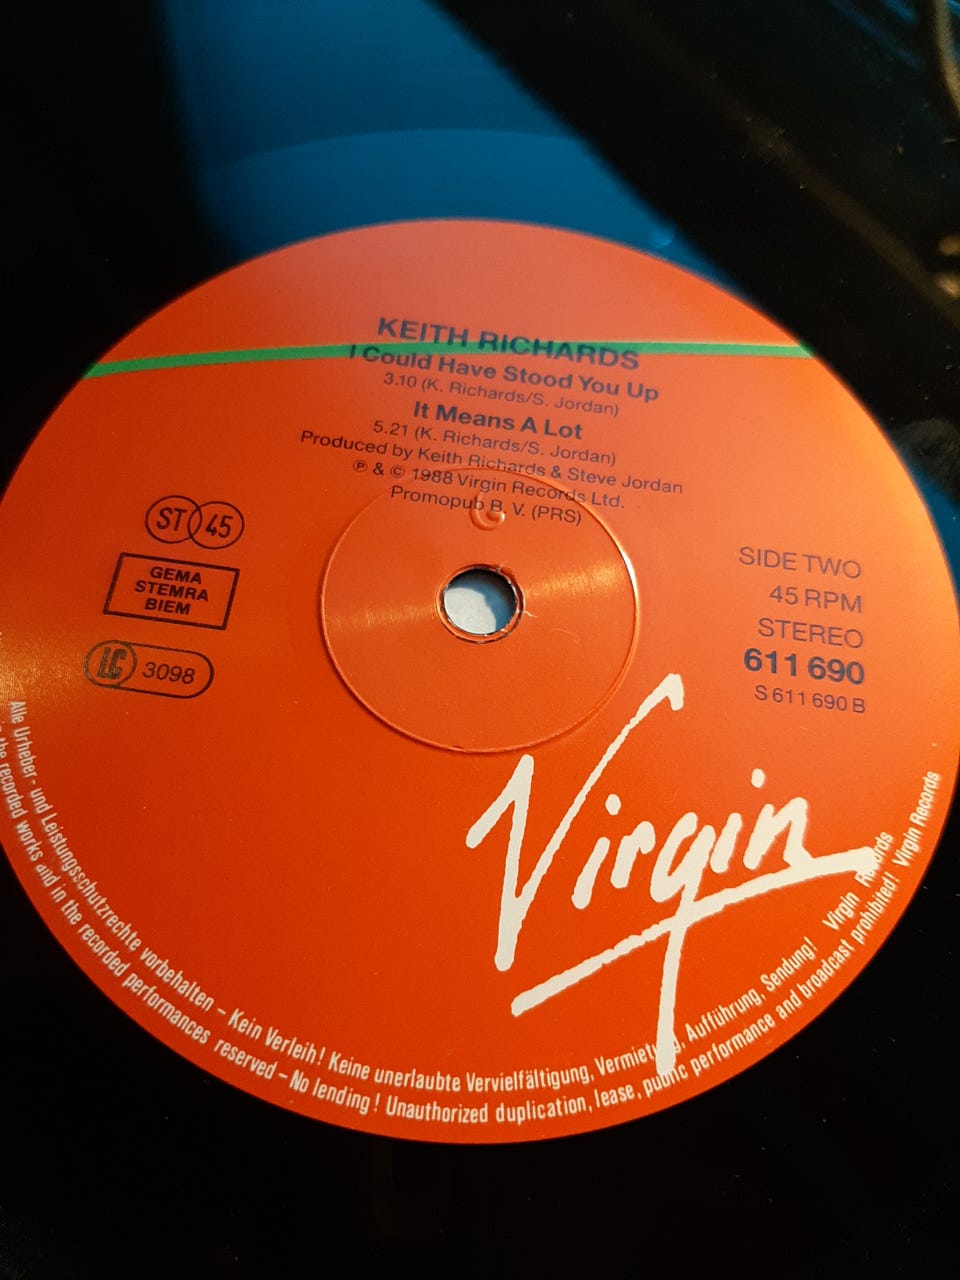 KEITH RICHARDS
I Could Have Stood You Up
3.10 (K. Richards/S. Jordan)
It Means A Lot
5.21 (K. Richards/S. Jordan)
Produced by Keith Richards & Steve Jordan
℗ & © 1988 Virgin Records Ltd.
Promopub B. V. (PRS)
ST 45
GEMA
STEMRA
BIEM
LC 3098
SIDE TWO
45 RPM
STEREO
611 690
S 611 690 B
Virgin
Alle Urheber- und Leistungsschutzrechte vorbehalten – Kein Verleih! Keine unerlaubte Vervielfältigung, Vermietung, Aufführung, Sendung! Virgin Records
the recorded works and in the recorded performances reserved – No lending! Unauthorized duplication, lease, public performance and broadcast prohibited! Virgin Records